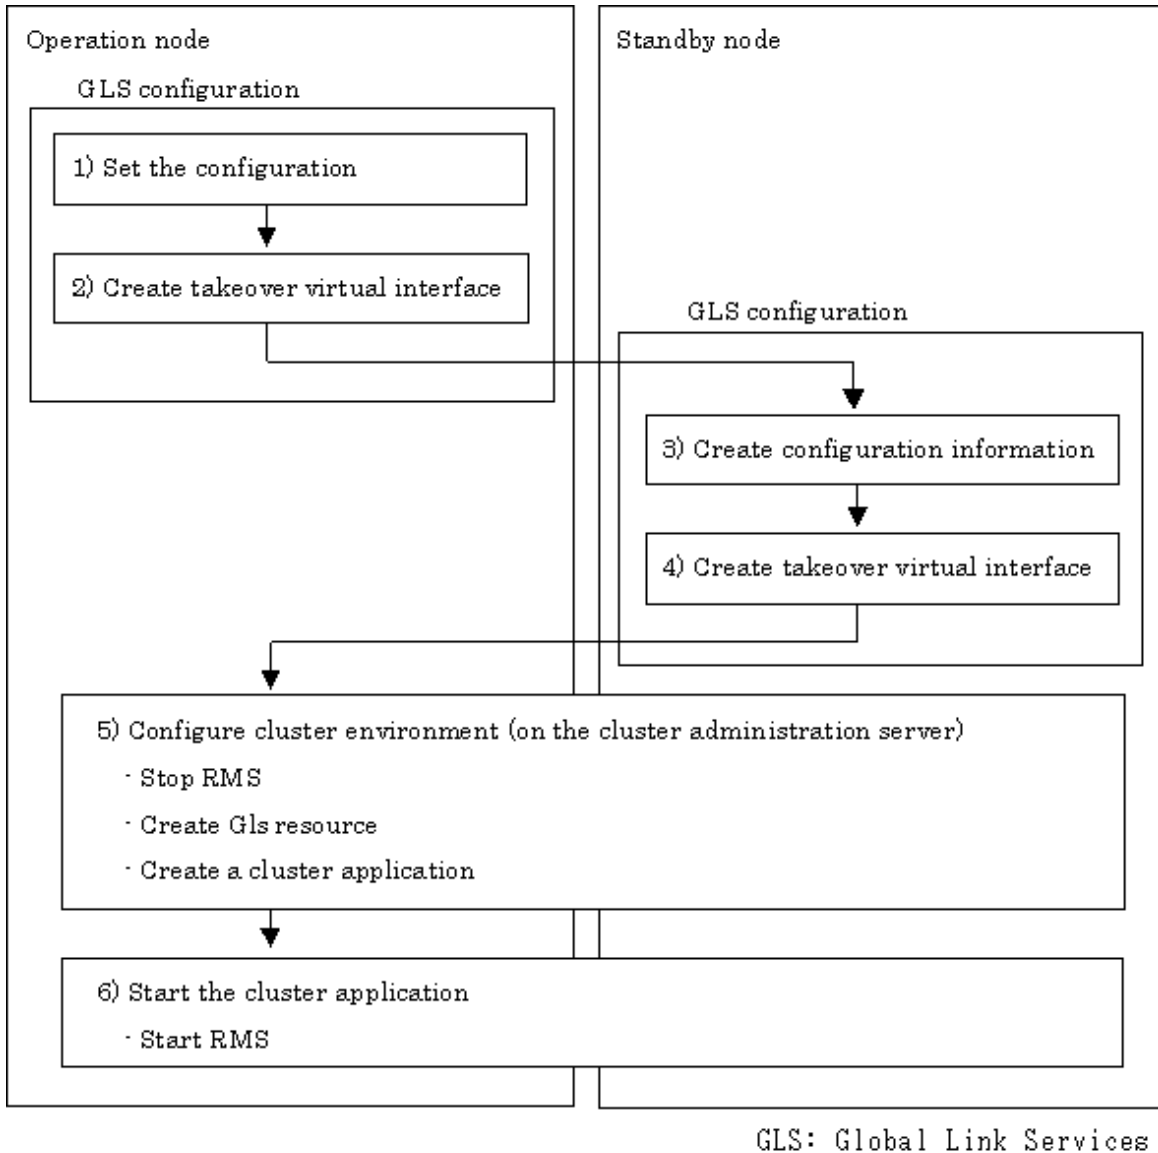 Operation node
Standby node
GLS configuration
1) Set the configuration
2) Create takeover virtual interface
GLS configuration
3) Create configuration information
4) Create takeover virtual interface
5) Configure cluster environment (on the cluster administration server)
· Stop RMS
· Create Gls resource
· Create a cluster application
6) Start the cluster application
· Start RMS
GLS: Global Link Services